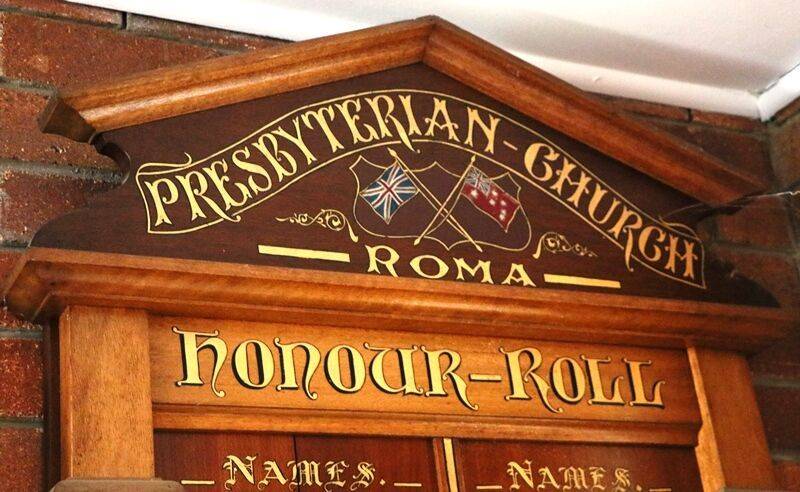 PRESBYTERIAN-CHURCH
ROMA
HONOUR-ROLL
NAMES. NAMES.